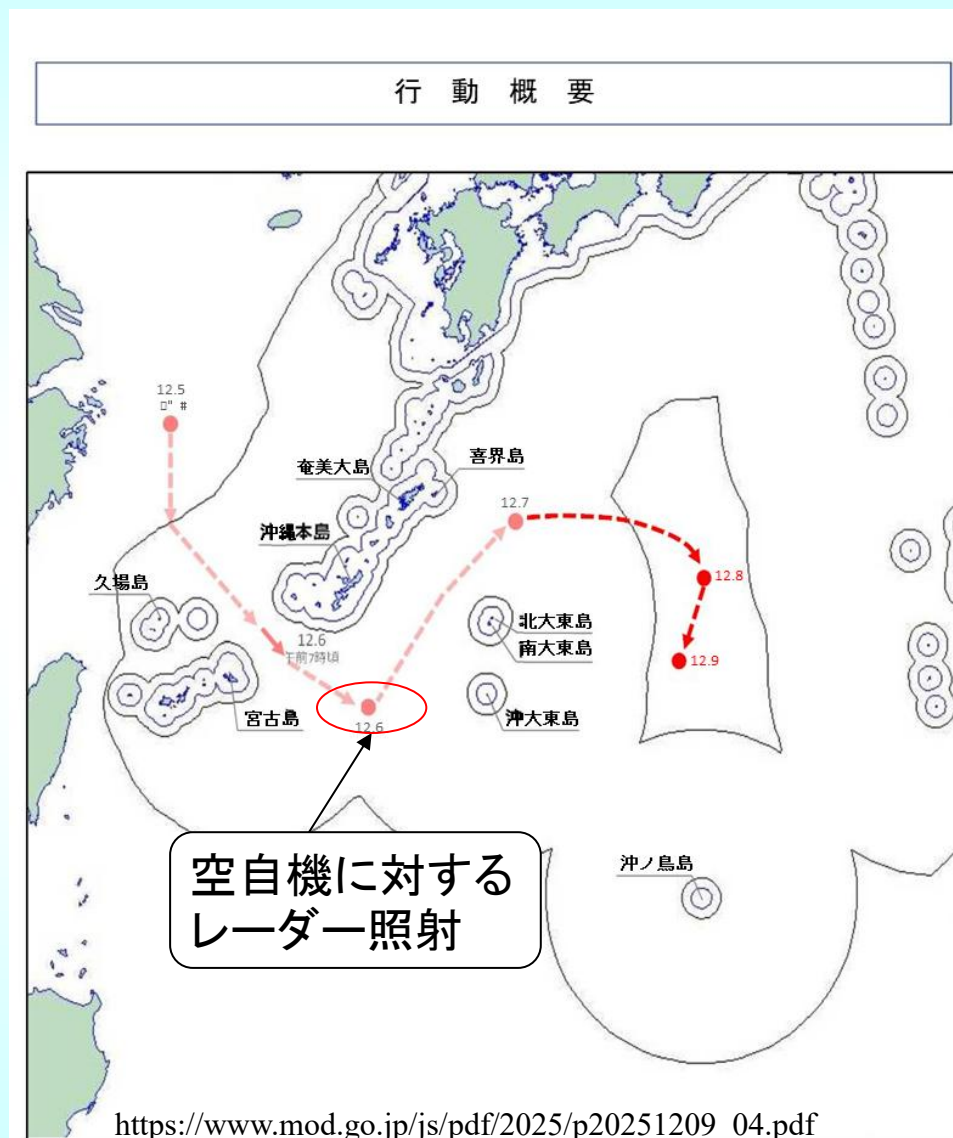 行動概要
12.5
奄美大島
喜界島
12.7
沖縄本島
久場島
12.8
北大東島
12.6
午前7時頃
南大東島
12.9
宮古島
沖大東島
12.6
空自機に対する
レーダー照射
沖ノ鳥島
https://www.mod.go.jp/js/pdf/2025/p20251209_04.pdf